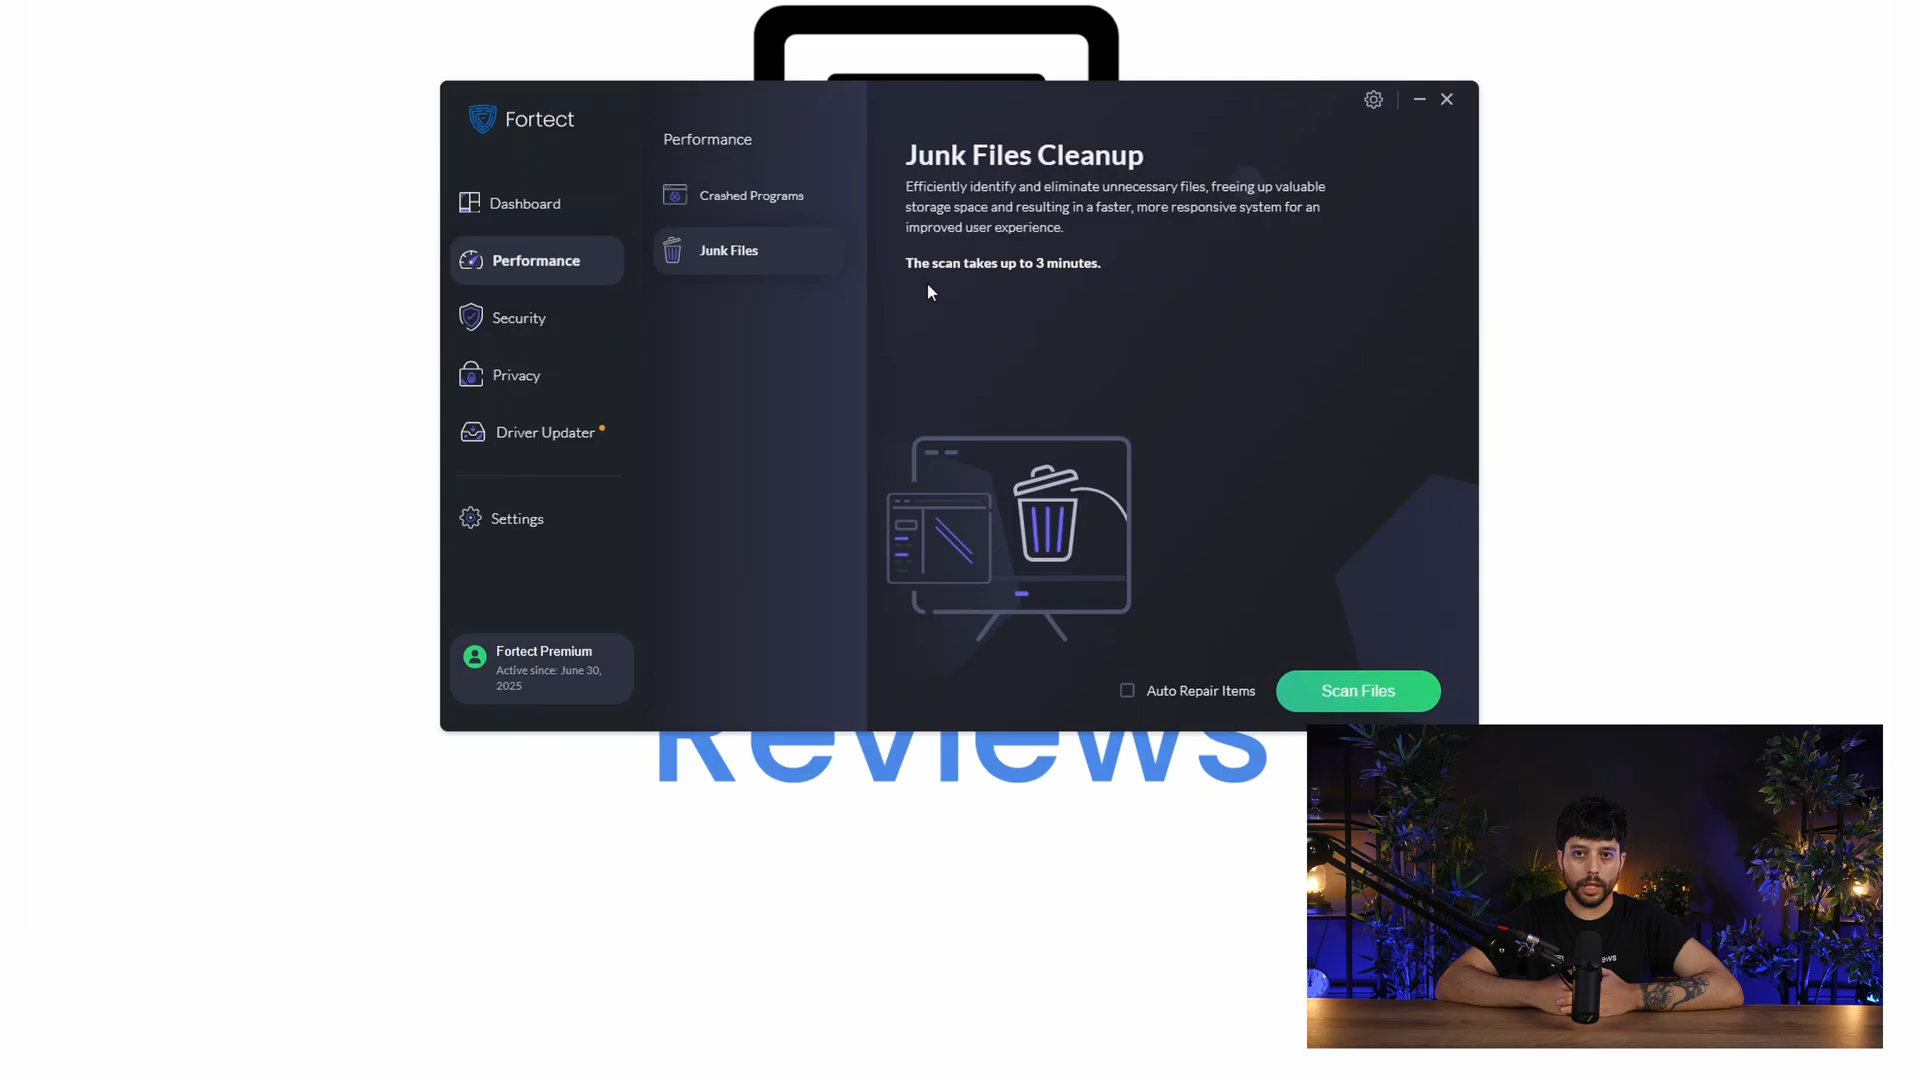 Fortect
Dashboard
Performance
Security
Privacy
Driver Updater
Settings
Fortect Premium
Active since: June 30,
2025
Performance
Crashed Programs
Junk Files
Junk Files Cleanup
Efficiently identify and eliminate unnecessary files, freeing up valuable
storage space and resulting in a faster, more responsive system for an
improved user experience.
The scan takes up to 3 minutes.
Auto Repair Items
Scan Files
Reviews